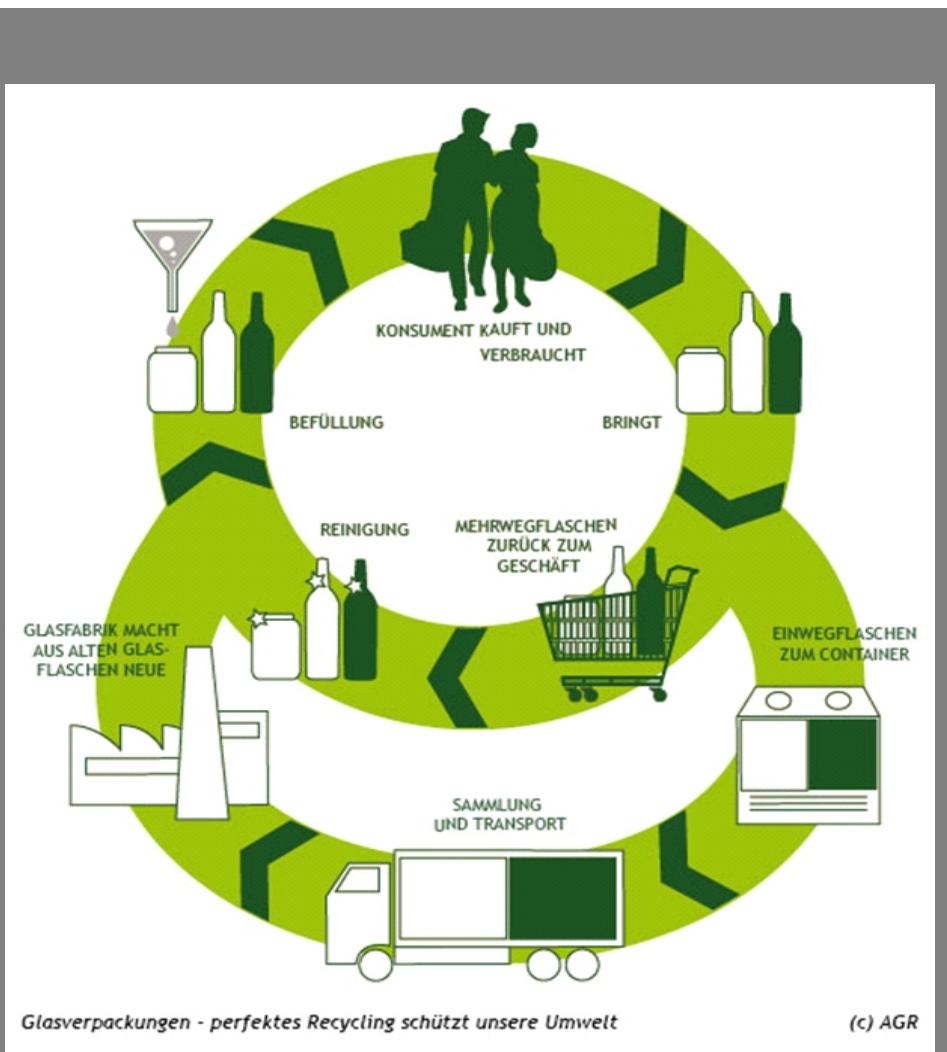 KONSUMENT KAUFT UND
VERBRAUCHT
BEFÜLLUNG
BRINGT
REINIGUNG
MEHRWEGFLASCHEN
ZURÜCK ZUM
GESCHÄFT
GLASFABRIK MACHT
AUS ALTEN GLAS-
FLASCHEN NEUE
EINWEGFLASCHEN
ZUM CONTAINER
SAMMLUNG
UND TRANSPORT
Glasverpackungen - perfektes Recycling schützt unsere Umwelt
(c) AGR